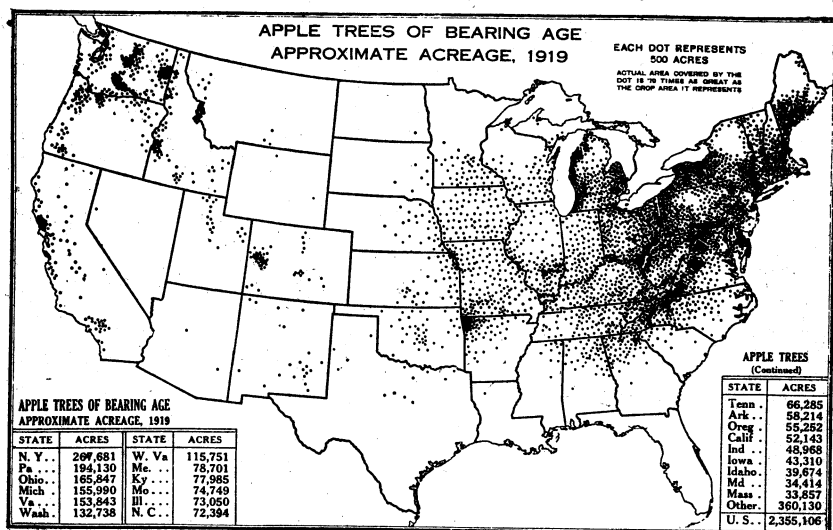 APPLE TREES OF BEARING AGE
APPROXIMATE ACREAGE, 1919
EACH DOT REPRESENTS
500 ACRES
ACTUAL AREA COVERED BY THE
DOT IS 70 TIMES AS GREAT AS
THE CROP AREA IT REPRESENTS
APPLE TREES OF BEARING AGE
APPROXIMATE ACREAGE, 1919
STATE ACRES STATE ACRES
N. Y. . 267,681 W. Va 115,751
Pa . . . 194,130 Me. . . 78,701
Ohio. . 165,847 Ky . . . 77,985
Mich . 155,990 Mo. . . 74,749
Va . . . 153,843 Ill. . . . 73,050
Wash. 132,738 N. C. . 72,394
APPLE TREES
(Continued)
STATE ACRES
Tenn . 66,285
Ark . . 58,214
Oreg . 55,252
Calif . 52,143
Ind . . 48,968
Iowa . 43,310
Idaho. 39,674
Md . . 34,414
Mass . 33,857
Other. 360,130
U. S. . 2,355,106